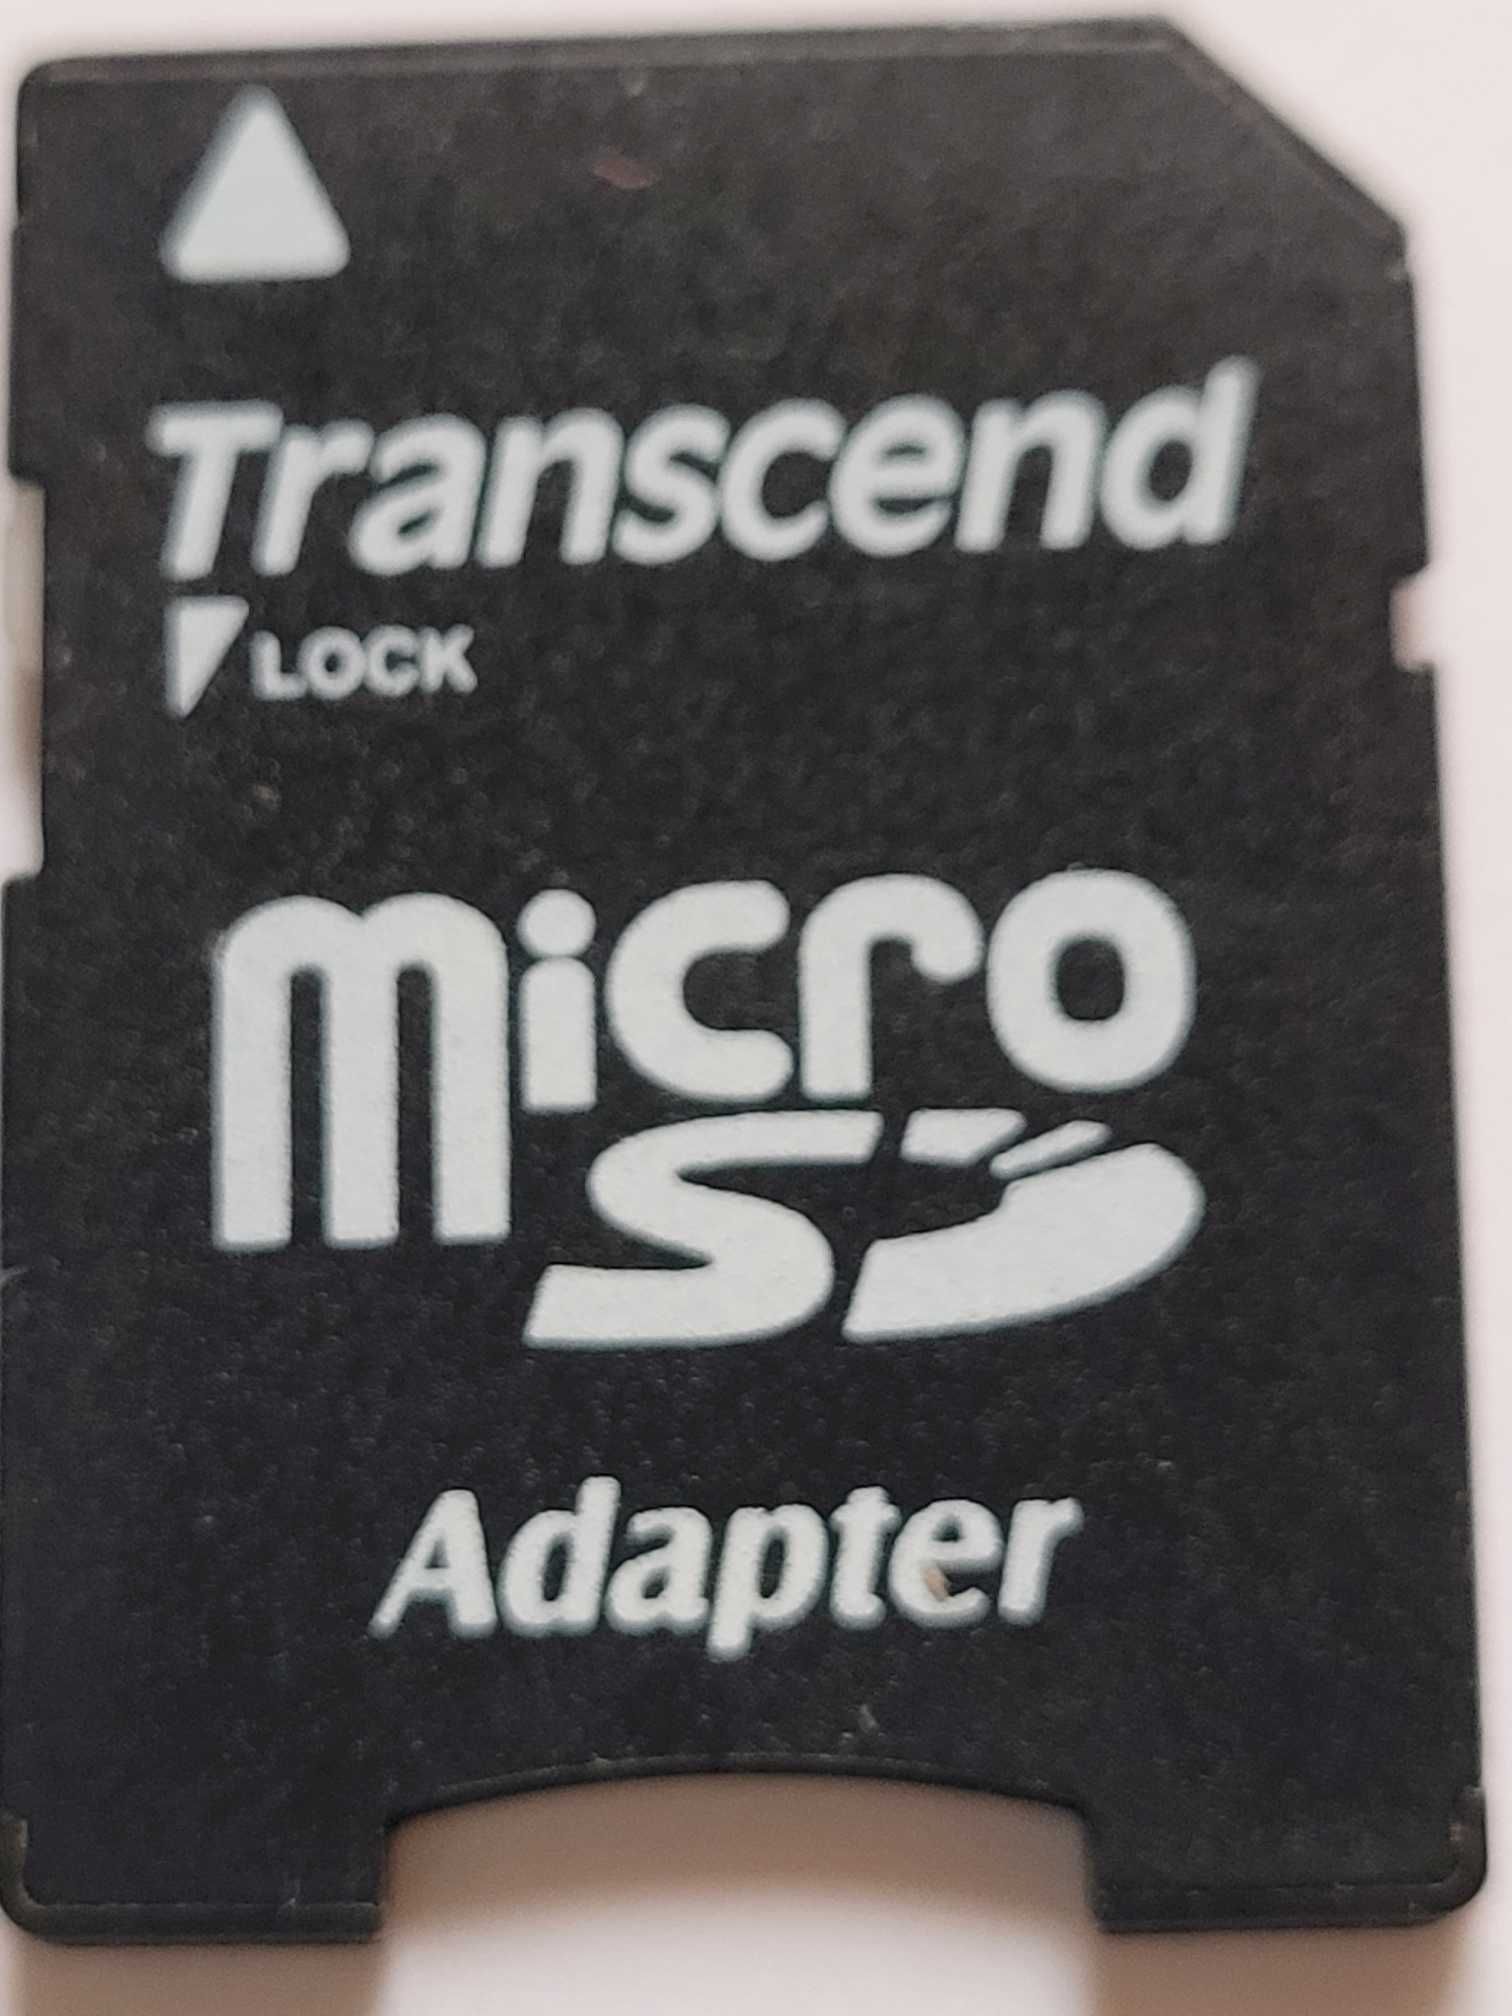 Transcend
LOCK
micro
SD
Adapter